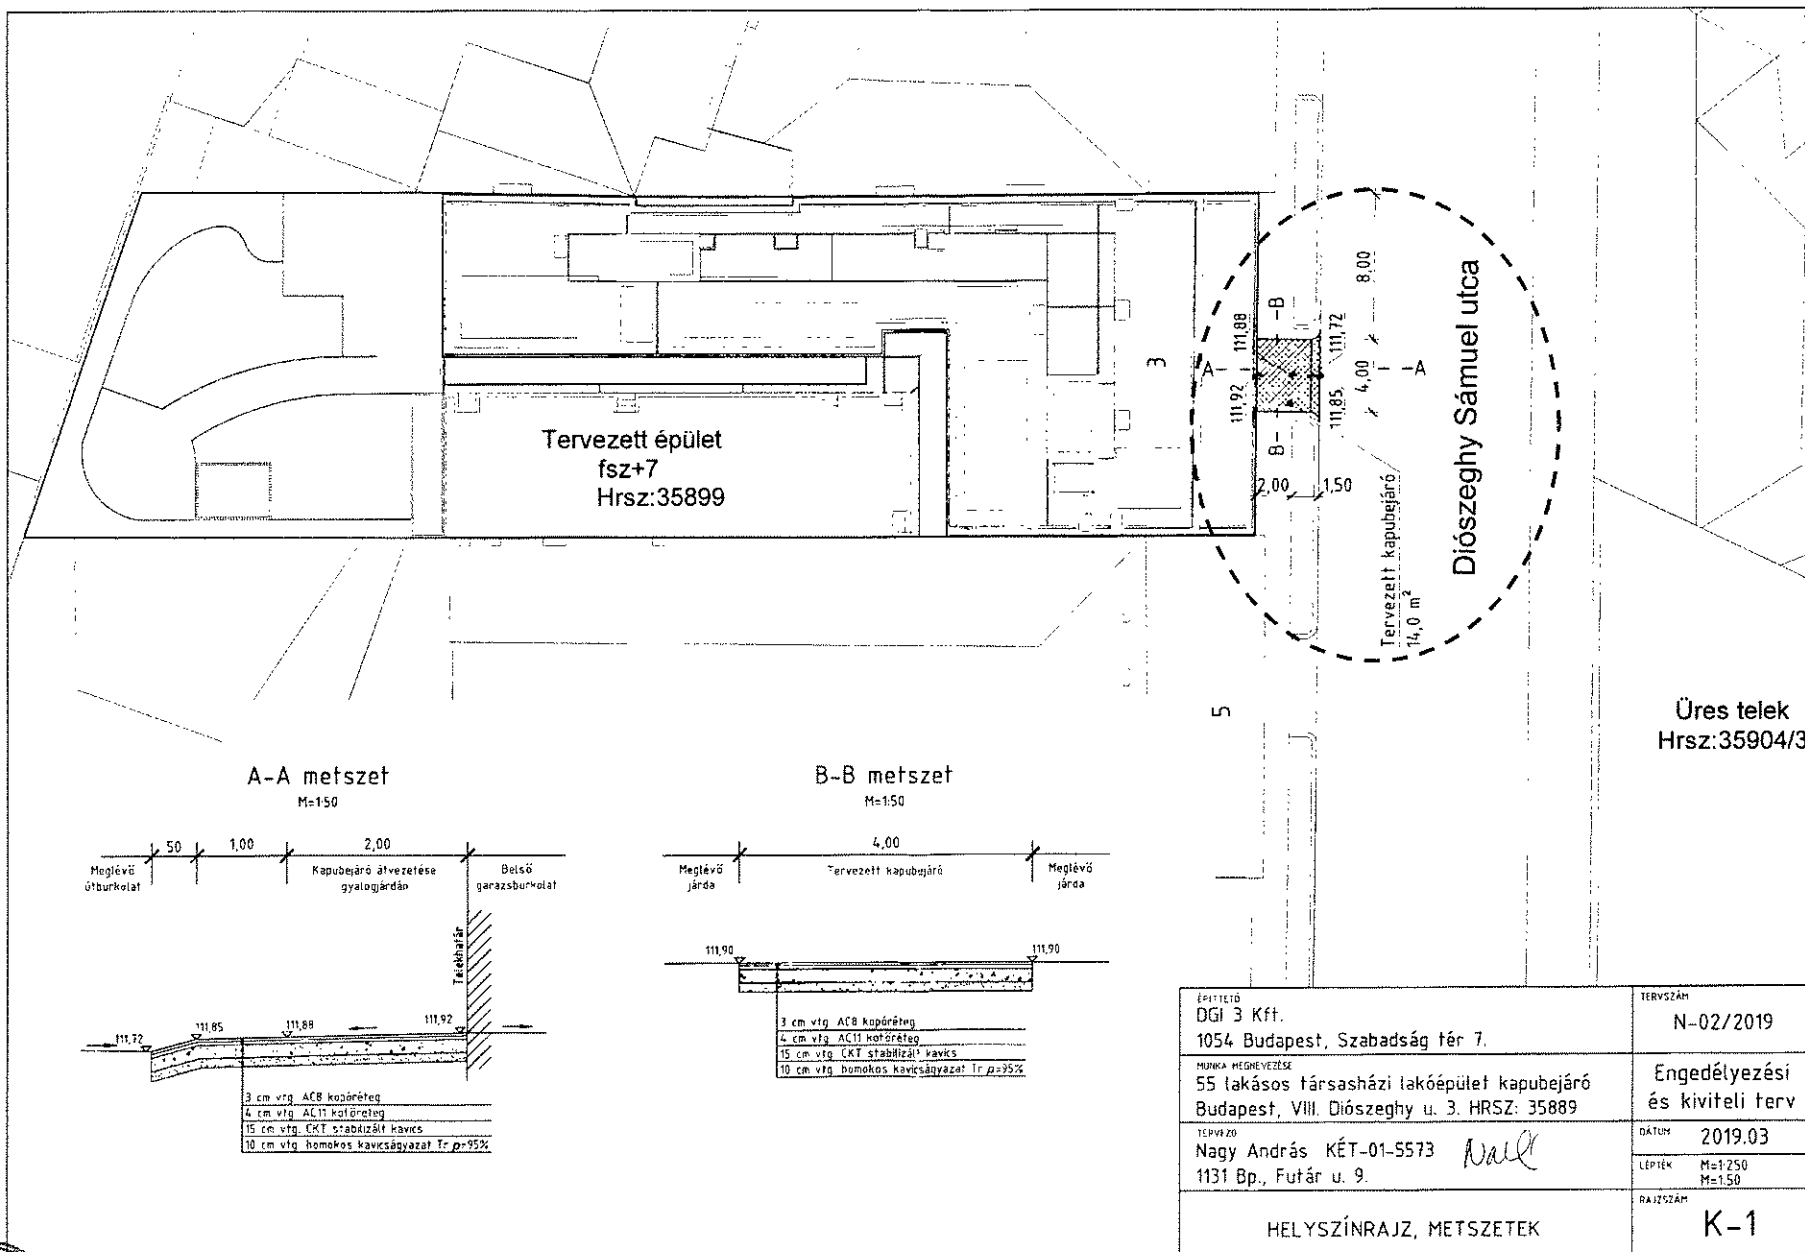 8,00
B
111,88
111,72
Diószeghy Sámuel utca
3
A
4,00
A
111,92
111,85
B
Tervezett épület
fsz+7
Hrsz:35899
2,00
1,50
Tervezett kapubejáró
14,0 m²
5
Üres telek
Hrsz:35904/3
A-A metszet
M=1:50
50
1,00
2,00
Meglévő
útburkolat
Kapubejáró átvezetése
gyalogjárdán
Belső
garazsburkolat
Telekhatár
111,72
111,85
111,88
111,92
3 cm vtg AC8 kopóréteg
4 cm vtg AC11 kötőréteg
15 cm vtg. CKT stabilizált kavics
10 cm vtg homokos kavicságyazat Tr ρ=95%
B-B metszet
M=1:50
4,00
Meglévő
járda
Tervezett kapubejáró
Meglévő
járda
111,90
111,90
3 cm vtg AC8 kopóréteg
4 cm vtg AC11 kötőréteg
15 cm vtg CKT stabilizált kavics
10 cm vtg homokos kavicságyazat Tr ρ=95%
ÉPÍTTETŐ
DGI 3 Kft.
1054 Budapest, Szabadság tér 7.
TERVSZÁM
N-02/2019
MUNKA MEGNEVEZÉSE
55 lakásos társasházi lakóépület kapubejáró
Budapest, VIII. Diószeghy u. 3. HRSZ: 35889
Engedélyezési
és kiviteli terv
TERVEZŐ
Nagy András KÉT-01-5573
1131 Bp., Futár u. 9.
DÁTUM 2019.03
LÉPTÉK M=1:250
M=1:50
HELYSZÍNRAJZ, METSZETEK
RAJZSZÁM
K-1